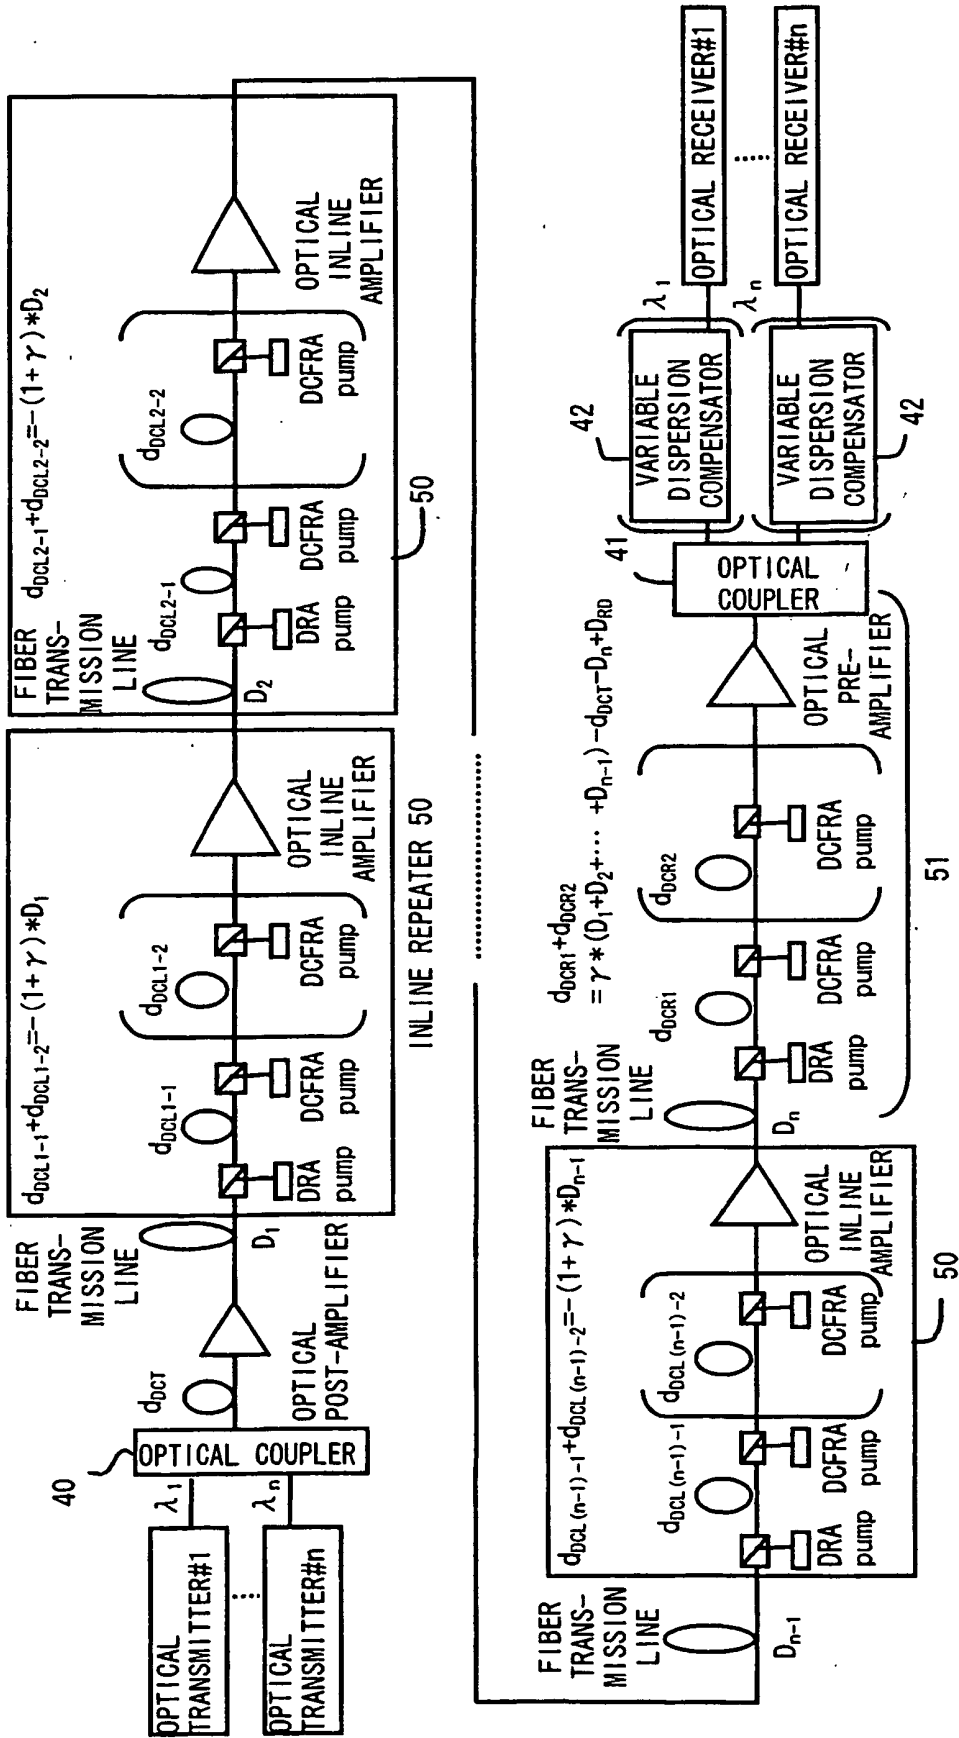 OPTICAL
TRANSMITTER#1
OPTICAL
TRANSMITTER#n
λ1
λn
40
OPTICAL COUPLER
dDCT
OPTICAL
POST-AMPLIFIER
FIBER
TRANS-
MISSION
LINE
D1
dDCL1-1+dDCL1-2=-(1+γ)*D1
DRA
pump
dDCL1-1
DCFRA
pump
dDCL1-2
DCFRA
pump
OPTICAL
INLINE
AMPLIFIER
INLINE REPEATER 50
FIBER
TRANS-
MISSION
LINE
D2
dDCL2-1+dDCL2-2=-(1+γ)*D2
DRA
pump
dDCL2-1
DCFRA
pump
dDCL2-2
DCFRA
pump
OPTICAL
INLINE
AMPLIFIER
50
FIBER
TRANS-
MISSION
LINE
Dn-1
dDCL(n-1)-1+dDCL(n-1)-2=-(1+γ)*Dn-1
DRA
pump
dDCL(n-1)-1
DCFRA
pump
dDCL(n-1)-2
DCFRA
pump
OPTICAL
INLINE
AMPLIFIER
50
FIBER
TRANS-
MISSION
LINE
Dn
dDCR1+dDCR2
=γ*(D1+D2+··· +Dn-1)-dDCT-Dn+DRD
DRA
pump
dDCR1
DCFRA
pump
dDCR2
DCFRA
pump
OPTICAL
PRE-
AMPLIFIER
51
41
OPTICAL
COUPLER
42
VARIABLE
DISPERSION
COMPENSATOR
VARIABLE
DISPERSION
COMPENSATOR
42
λ1
λn
OPTICAL RECEIVER#1
OPTICAL RECEIVER#n